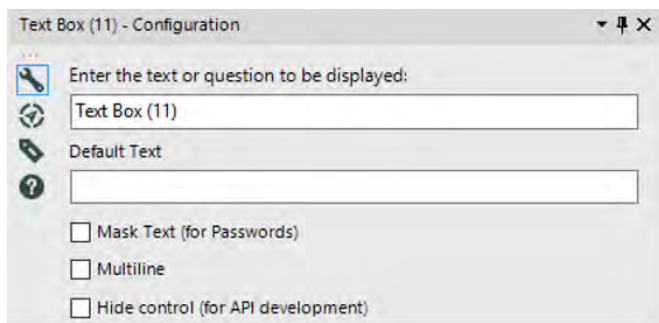 Text Box (11) - Configuration
Enter the text or question to be displayed:
Text Box (11)
Default Text
Mask Text (for Passwords)
Multiline
Hide control (for API development)